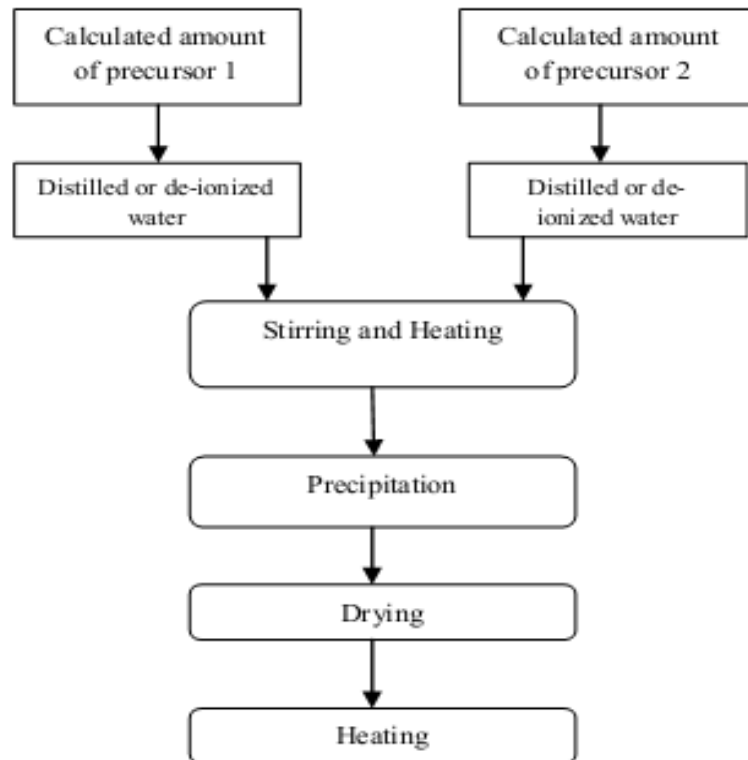 Calculated amount
of precursor 1
Calculated amount
of precursor 2
Distilled or de-ionized
water
Distilled or de-
ionized water
Stirring and Heating
Precipitation
Drying
Heating